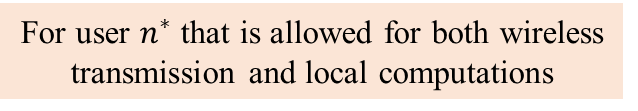 For user n* that is allowed for both wireless
transmission and local computations